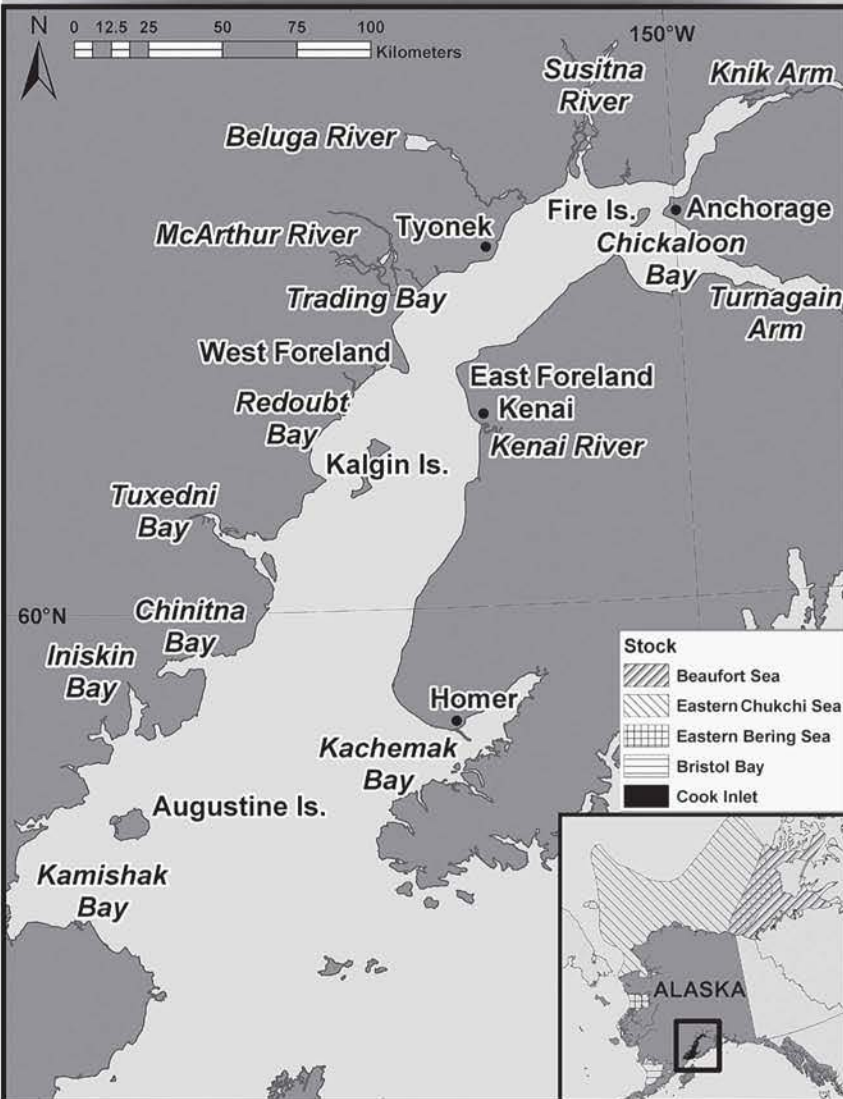 N
0 12.5 25 50 75 100
Kilometers
150°W
Susitna
River
Knik Arm
Beluga River
Fire Is.
Anchorage
Tyonek
McArthur River
Chickaloon
Bay
Trading Bay
Turnagain
Arm
West Foreland
East Foreland
Redoubt
Bay
Kenai
Kenai River
Kalgin Is.
Tuxedni
Bay
60°N
Chinitna
Bay
Iniskin
Bay
Homer
Kachemak
Bay
Augustine Is.
Kamishak
Bay
Stock
Beaufort Sea
Eastern Chukchi Sea
Eastern Bering Sea
Bristol Bay
Cook Inlet
ALASKA